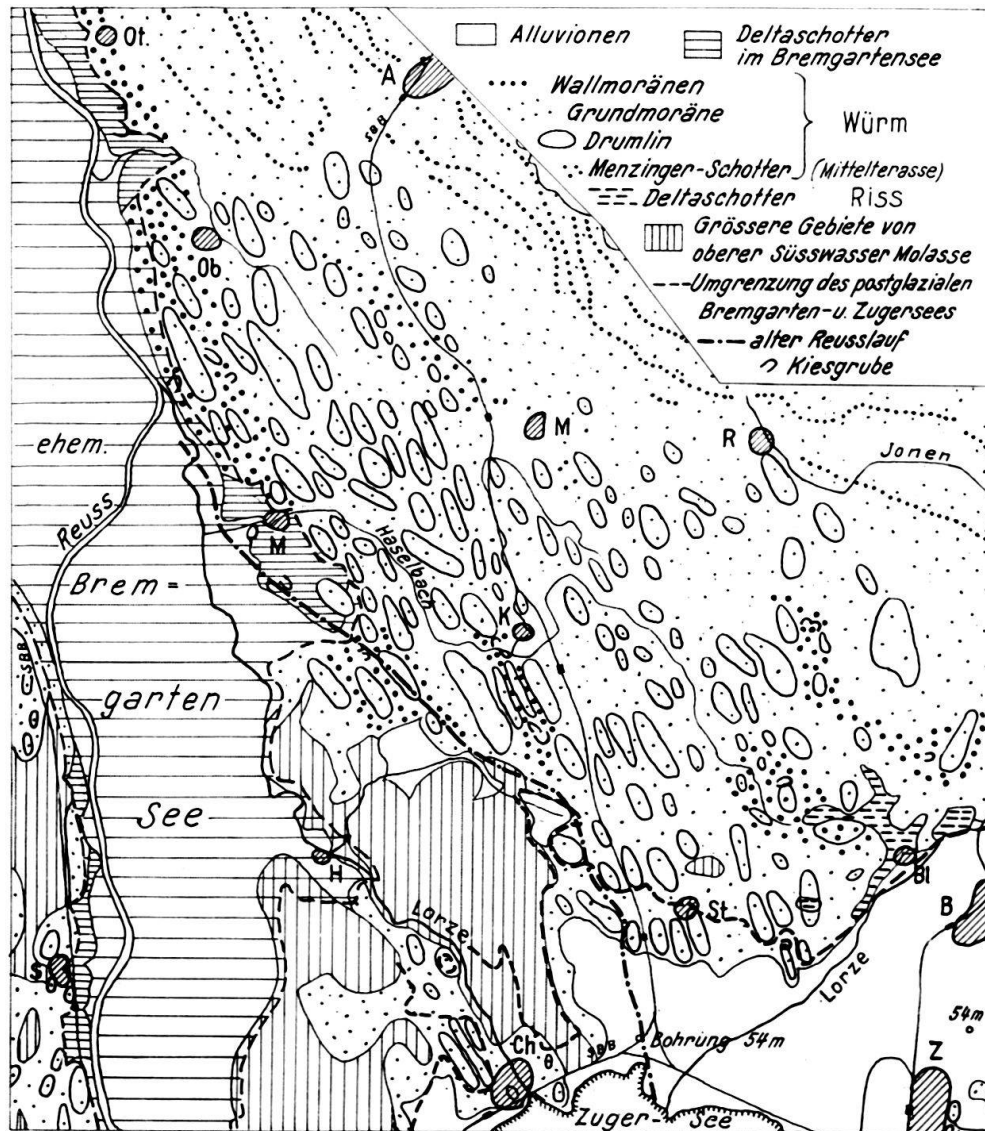 Alluvionen
Deltaschotter
im Bremgartensee
Wallmoränen
Grundmoräne
Drumlin
Menzinger-Schotter
Würm
(Mittelterasse)
Deltaschotter
Riss
Grössere Gebiete von
oberer Süsswasser Molasse
Umgrenzung des postglazialen
Bremgarten-u. Zugersees
alter Reusslauf
Kiesgrube
Ot.
A
SBB
Ob
M
R
Jonen
ehem.
Reuss
M
Haselbach
Brem=
K
SBB
garten
See
H
Bl
Lorze
St
B
S
Lorze
54m
Ch
SBB
Bohrung 54m
Z
Zuger-See